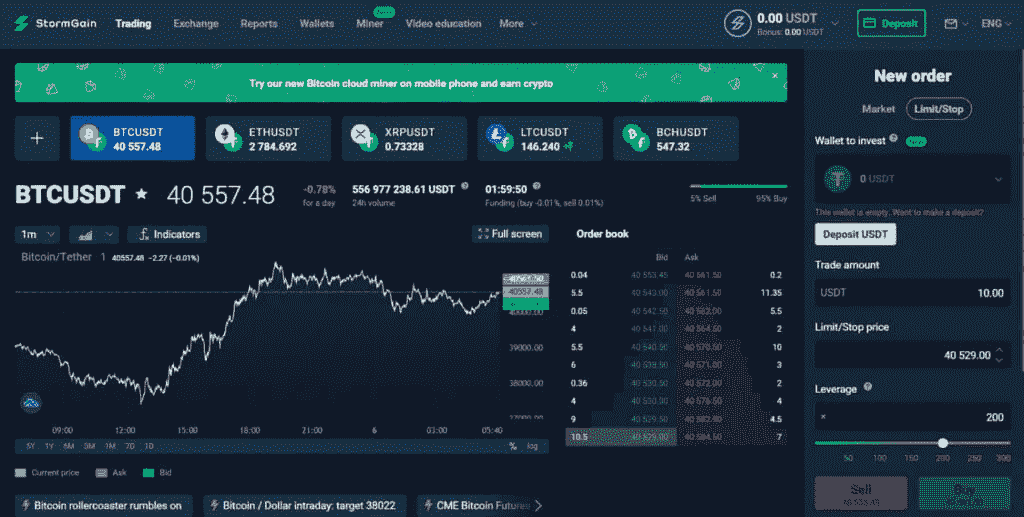 StormGain Trading Exchange Reports Wallets Miner Video education More 0.00 USDT Deposit ENG
Bonus: 0.00 USDT
Try our new Bitcoin cloud miner on mobile phone and earn crypto ×
+ BTCUSDT 40 557.48
ETHUSDT 2 784.692
XRPUSDT 0.73328
LTCUSDT 146.240
BCHUSDT 547.32
BTCUSDT ★ 40 557.48
-0.78% for a day
556 977 238.61 USDT 24h volume
01:59:50 Funding (buy -0.01%, sell 0.01%)
5% Sell 95% Buy
1m Indicators Full screen
Bitcoin/Tether 1 40557.48 -2.27 (-0.01%)
40557.48
40000.00
39000.00
38000.00
09:00 12:00 15:00 18:00 21:00 6 03:00 05:40
5Y 1Y 6M 3M 1M 7D 1D % log
Current price Ask Bid
Order book
Bid Ask
0.04 40 553.45 40 561.50 0.2
5.5 40 543.00 40 561.50 11.35
0.05 40 542.50 40 562.00 5.5
4 40 541.00 40 564.50 2
5.5 40 540.50 40 570.50 10
6 40 538.50 40 571.00 3
0.36 40 530.50 40 572.00 2
4 40 530.00 40 576.50 4
9 40 529.50 4.5
10.5 40 529.00 40 584.50 7
Bitcoin rollercoaster rumbles on
Bitcoin / Dollar intraday: target 38022
CME Bitcoin Futures
New order
Market Limit/Stop
Wallet to invest
0 USDT
This wallet is empty. Want to make a deposit?
Deposit USDT
Trade amount
USDT 10.00
Limit/Stop price
40 529.00
Leverage
× 200
50 100 150 200 250 300
Sell
Buy